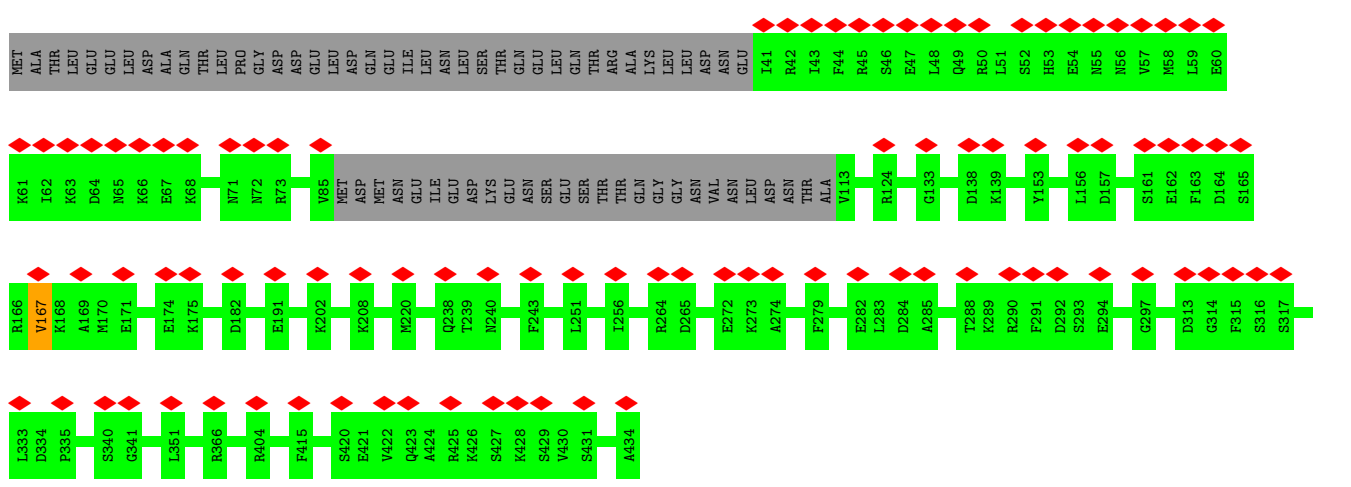 MET ALA THR LEU GLU GLU LEU ASP ALA GLN THR LEU PRO GLY ASP ASP GLU LEU ASP GLN GLU ILE LEU ASN LEU SER THR GLN GLU LEU GLN THR ARG ALA LYS LEU LEU ASP ASN GLU I41 R42 I43 F44 R45 S46 E47 L48 Q49 R50 L51 S52 H53 E54 N55 N56 V57 M58 L59 E60
K61 I62 K63 D64 N65 K66 E67 K68 N71 N72 R73 V85 MET ASP MET ASN GLU ILE GLU ASP LYS GLU ASN SER GLU SER THR THR GLN GLY GLY ASN VAL ASN LEU ASP ASN THR ALA V113 R124 G133 D138 K139 Y153 L156 D157 S161 E162 F163 D164 S165
R166 V167 K168 A169 M170 E171 E174 K175 D182 E191 K202 K208 M220 Q238 T239 N240 F243 L251 I256 R264 D265 E272 K273 A274 F279 E282 L283 D284 A285 T288 K289 R290 F291 D292 S293 E294 G297 D313 G314 F315 S316 S317
L333 D334 P335 S340 G341 L351 R366 R404 F415 S420 E421 V422 Q423 A424 R425 K426 S427 K428 S429 V430 S431 A434